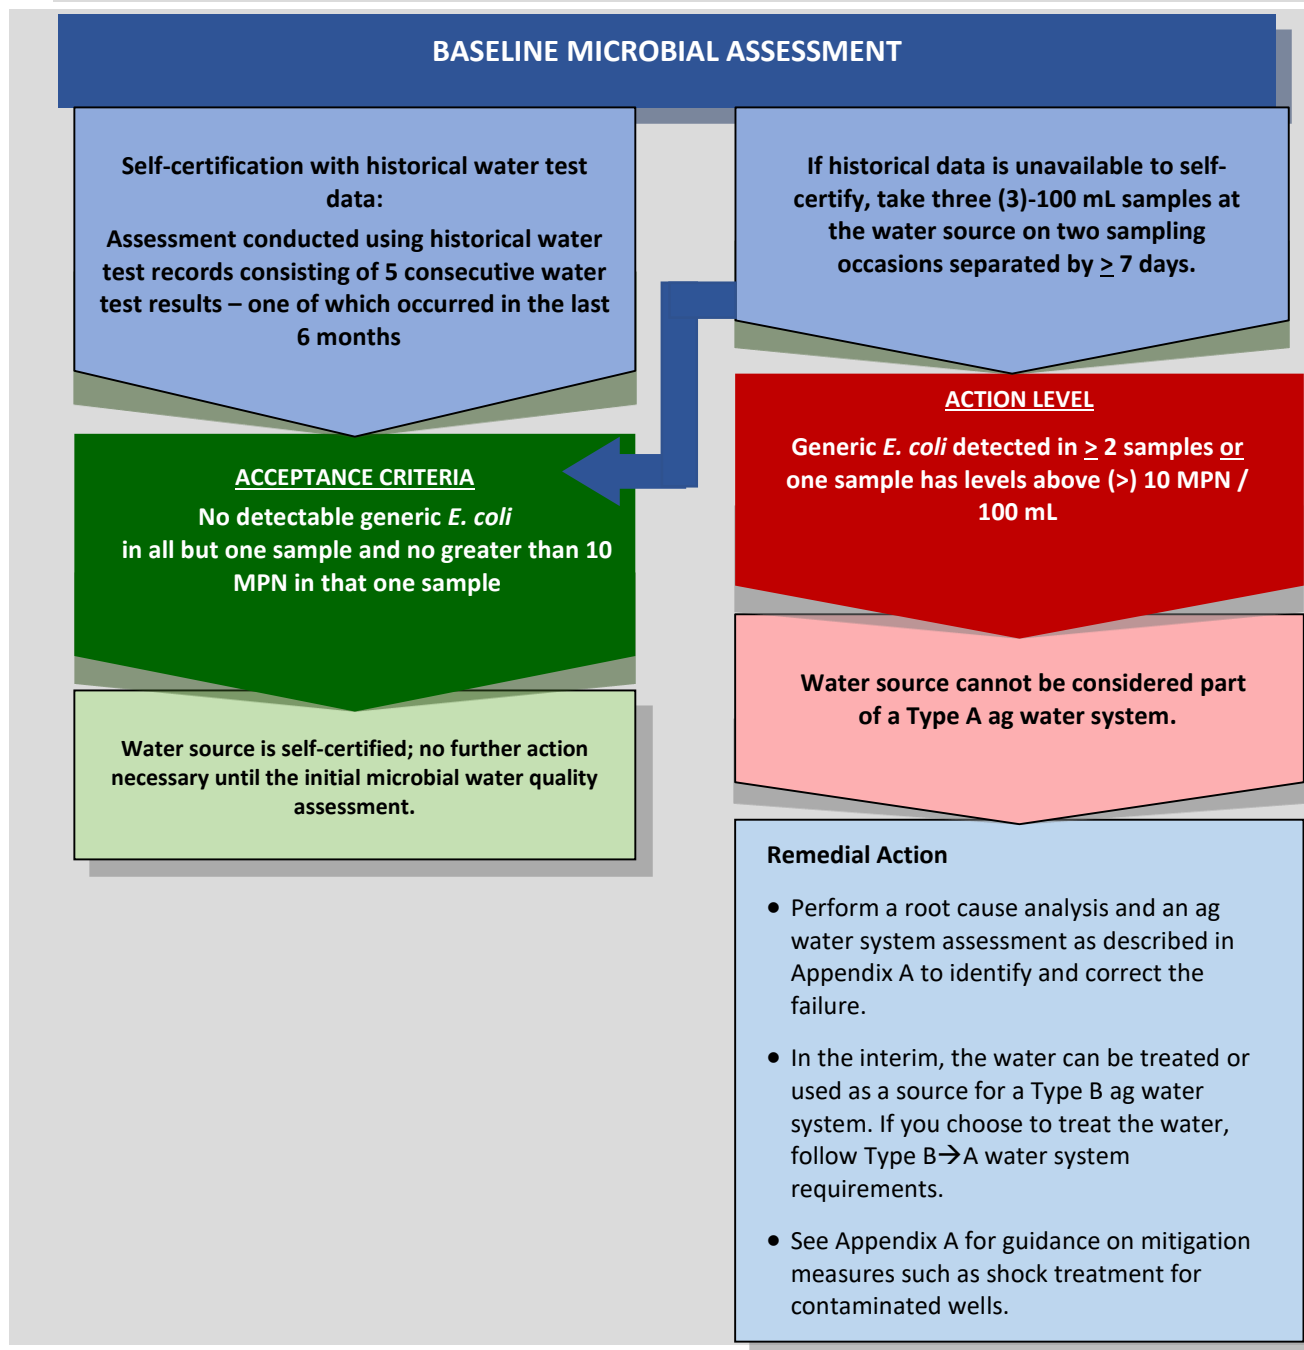 BASELINE MICROBIAL ASSESSMENT
Self-certification with historical water test
data:
Assessment conducted using historical water
test records consisting of 5 consecutive water
test results – one of which occurred in the last
6 months
ACCEPTANCE CRITERIA
No detectable generic E. coli
in all but one sample and no greater than 10
MPN in that one sample
Water source is self-certified; no further action
necessary until the initial microbial water quality
assessment.
If historical data is unavailable to self-
certify, take three (3)-100 mL samples at
the water source on two sampling
occasions separated by ≥ 7 days.
ACTION LEVEL
Generic E. coli detected in ≥ 2 samples or
one sample has levels above (>) 10 MPN /
100 mL
Water source cannot be considered part
of a Type A ag water system.
Remedial Action
• Perform a root cause analysis and an ag
water system assessment as described in
Appendix A to identify and correct the
failure.
• In the interim, the water can be treated or
used as a source for a Type B ag water
system. If you choose to treat the water,
follow Type B→A water system
requirements.
• See Appendix A for guidance on mitigation
measures such as shock treatment for
contaminated wells.